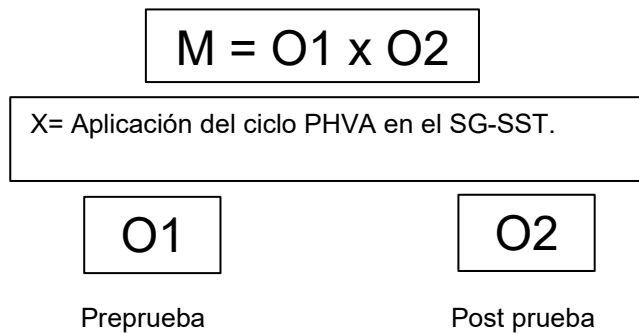 M = O1 x O2
X= Aplicación del ciclo PHVA en el SG-SST.
O1 O2
Preprueba Post prueba